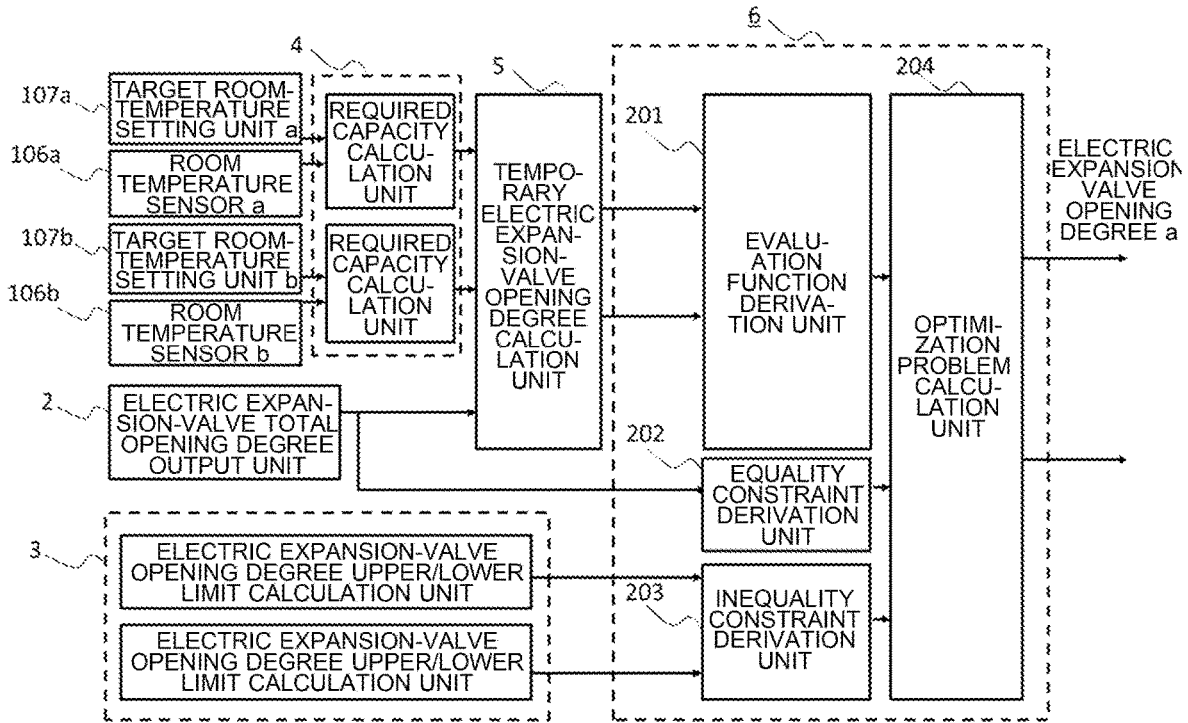 6
4
5
204
107a
TARGET ROOM-
TEMPERATURE
SETTING UNIT a
106a
ROOM
TEMPERATURE
SENSOR a
107b
TARGET ROOM-
TEMPERATURE
SETTING UNIT b
106b
ROOM
TEMPERATURE
SENSOR b
REQUIRED
CAPACITY
CALCU-
LATION
UNIT
REQUIRED
CAPACITY
CALCU-
LATION
UNIT
TEMPO-
RARY
ELECTRIC
EXPAN-
SION-
VALVE
OPENING
DEGREE
CALCULA-
TION UNIT
201
EVALU-
ATION
FUNCTION
DERIVA-
TION UNIT
OPTIMI-
ZATION
PROBLEM
CALCU-
LATION
UNIT
ELECTRIC
EXPANSION
VALVE
OPENING
DEGREE a
2
ELECTRIC EXPAN-
SION-VALVE TOTAL
OPENING DEGREE
OUTPUT UNIT
202
EQUALITY
CONSTRAINT
DERIVATION
UNIT
3
ELECTRIC EXPANSION-VALVE
OPENING DEGREE UPPER/LOWER
LIMIT CALCULATION UNIT
203
INEQUALITY
CONSTRAINT
DERIVATION
UNIT
ELECTRIC EXPANSION-VALVE
OPENING DEGREE UPPER/LOWER
LIMIT CALCULATION UNIT